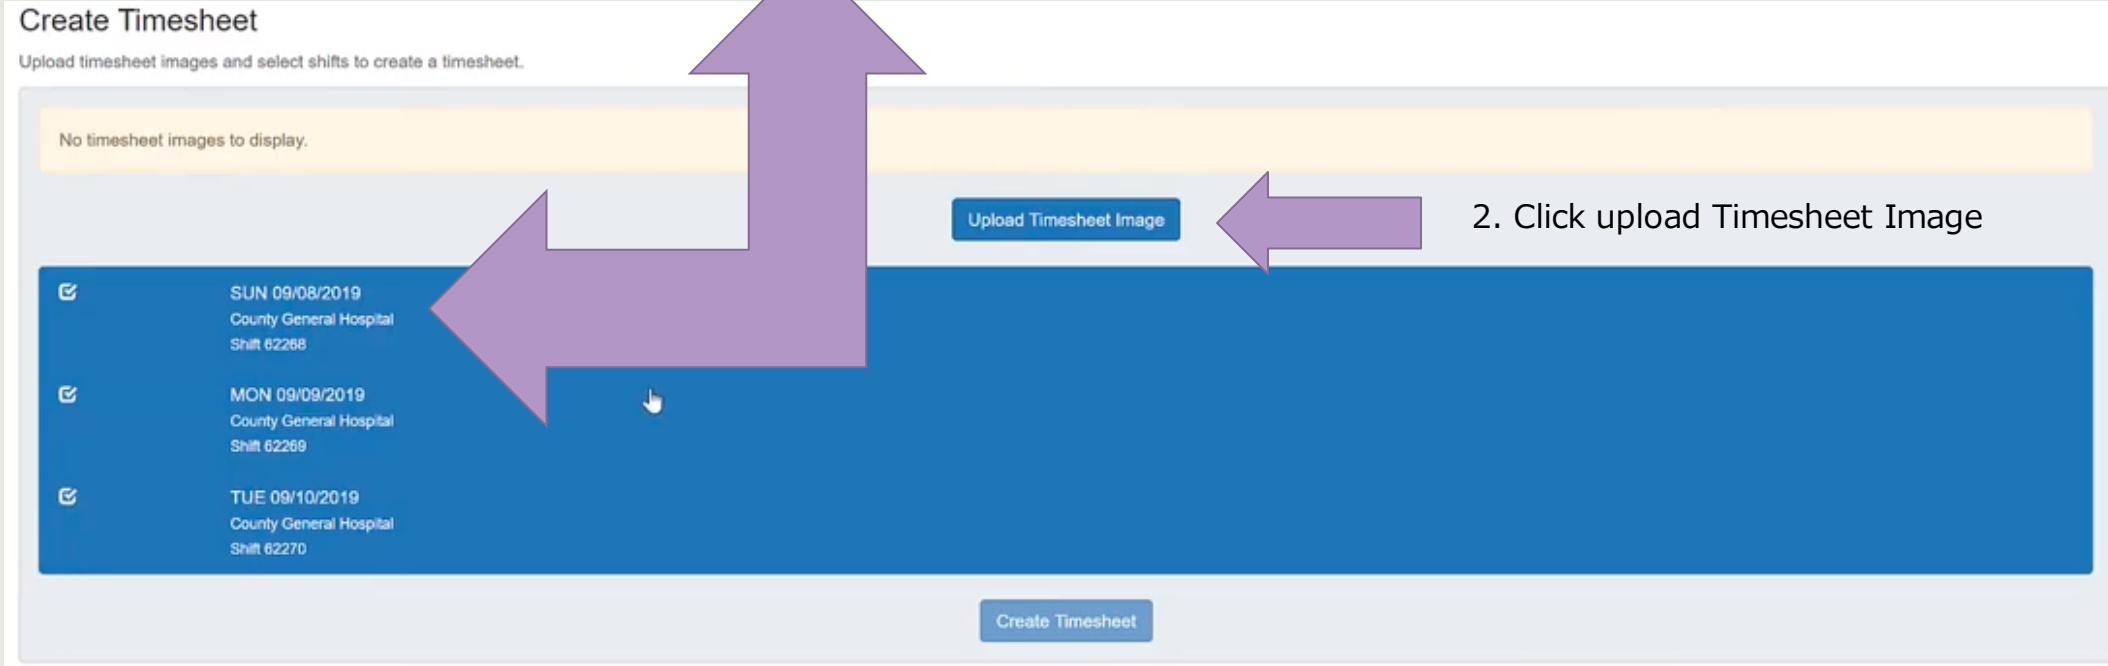 Create Timesheet
Upload timesheet images and select shifts to create a timesheet.
No timesheet images to display.
Upload Timesheet Image
2. Click upload Timesheet Image
SUN 09/08/2019
County General Hospital
Shift 62268
MON 09/09/2019
County General Hospital
Shift 62269
TUE 09/10/2019
County General Hospital
Shift 62270
Create Timesheet